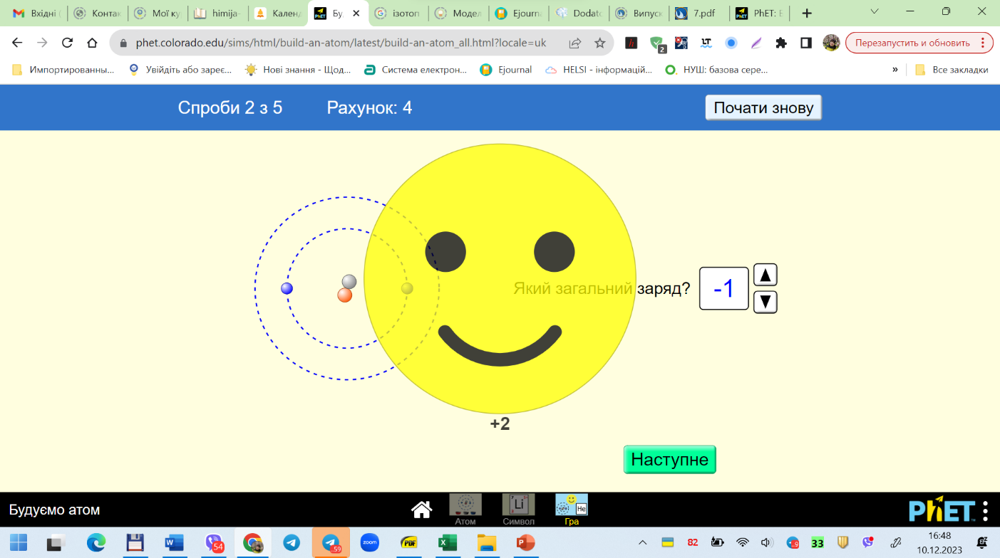 Вхідні
Контак
Мої ку
himija-
Календ
Бу
ізотоп
Модел
Ejourna
Dodato
Випуск
7.pdf
PhET: Б
phet.colorado.edu/sims/html/build-an-atom/latest/build-an-atom_all.html?locale=uk
2
Перезапустить и обновить
Импортированны...
Увійдіть або зареє...
Нові знання - Щод...
Система електрон...
Ejournal
HELSI - інформацій...
НУШ: базова сере...
»
Все закладки
Спроби 2 з 5
Рахунок: 4
Почати знову
Який загальний заряд?
-1
+2
Наступне
Будуємо атом
Атом
Li
Символ
He
Гра
PhET
54
59
zoom
PDF
82
33
16:48
10.12.2023